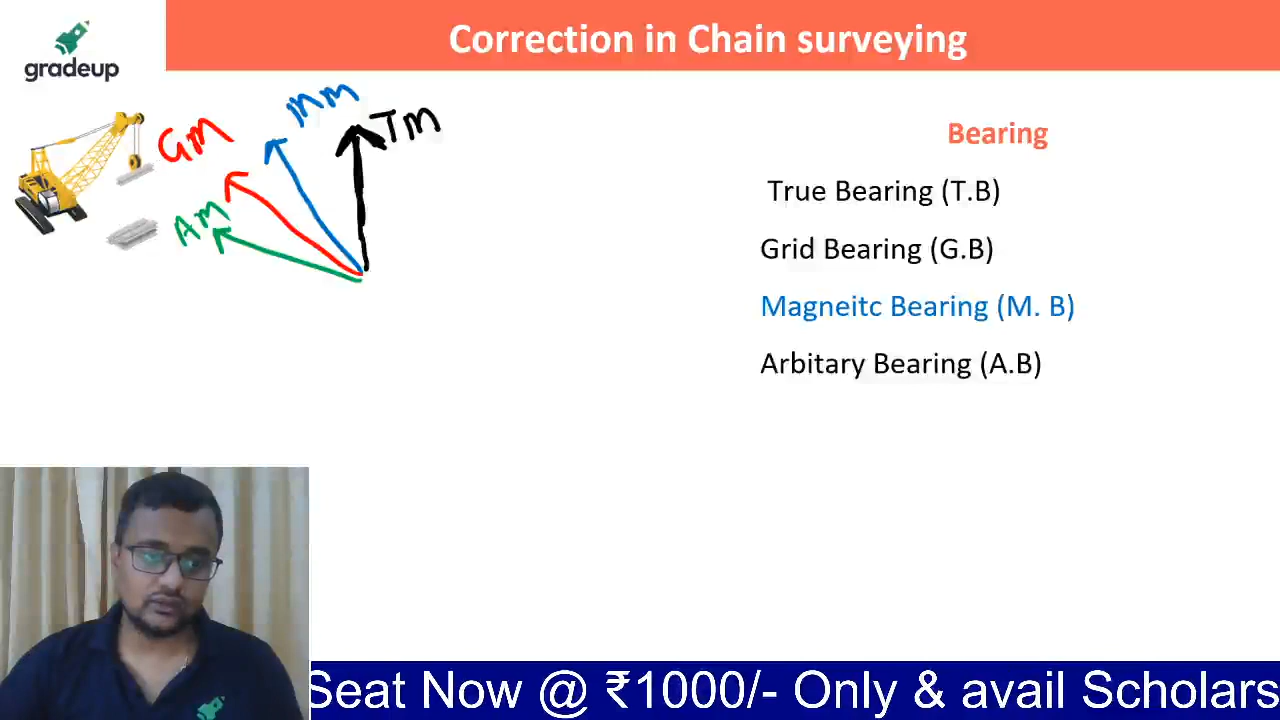 gradeup
Correction in Chain surveying
MM
TM
GM
AM
Bearing
True Bearing (T.B)
Grid Bearing (G.B)
Magneitc Bearing (M. B)
Arbitary Bearing (A.B)
Seat Now @ ₹1000/- Only & avail Scholars